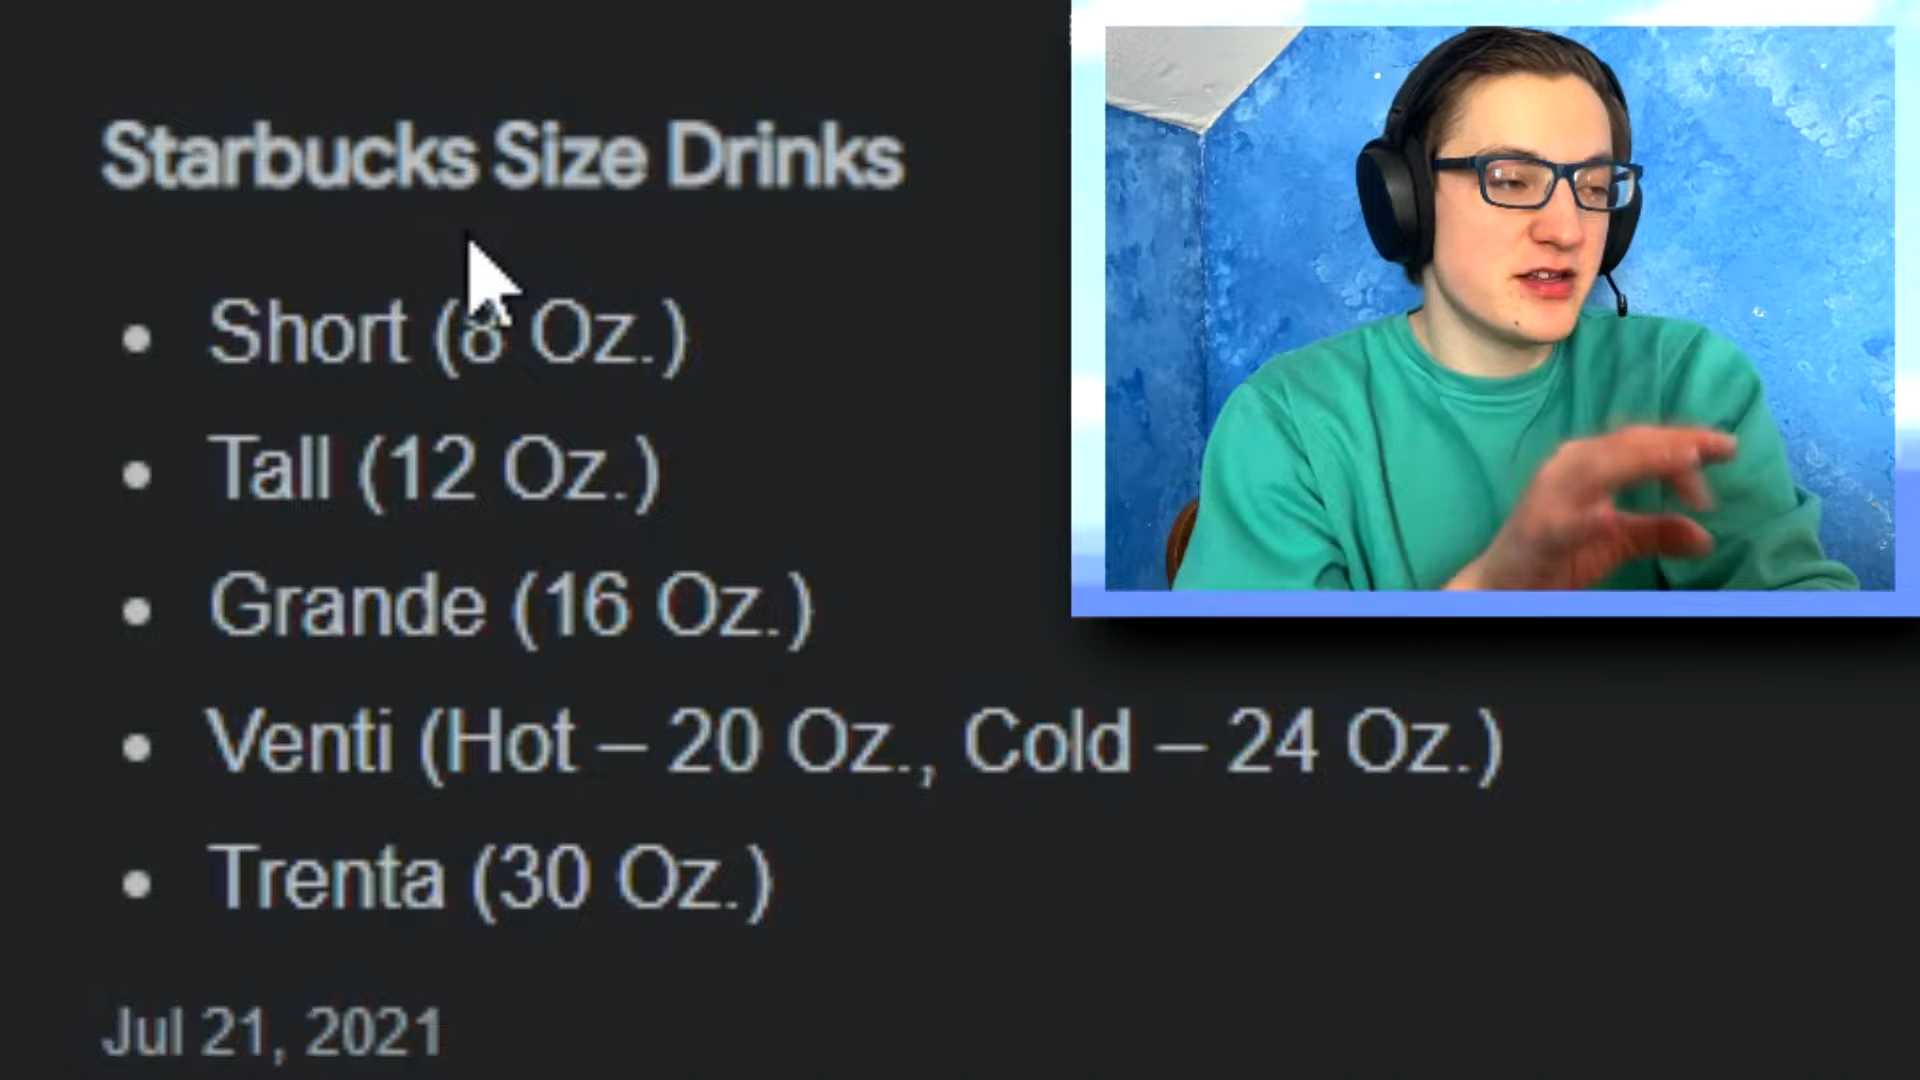 Starbucks Size Drinks
Short (8 Oz.)
Tall (12 Oz.)
Grande (16 Oz.)
Venti (Hot – 20 Oz., Cold – 24 Oz.)
Trenta (30 Oz.)
Jul 21, 2021